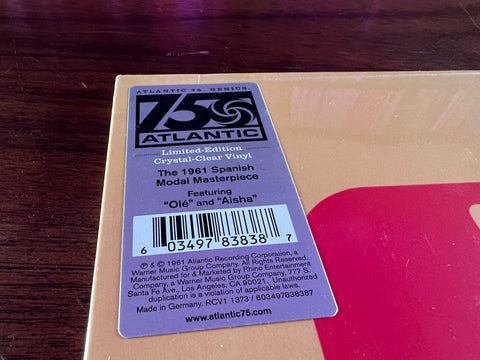 ATLANTIC 75. GENIUS.
75
ATLANTIC
Limited-Edition
Crystal-Clear Vinyl
The 1961 Spanish
Modal Masterpiece
Featuring
"Olé" and "Aisha"
6 03497 83838 7
℗ & © 1961 Atlantic Recording Corporation, a
Warner Music Group Company. All Rights Reserved.
Manufactured for & Marketed by Rhino Entertainment
Company, a Warner Music Group Company, 777 S.
Santa Fe Ave., Los Angeles, CA 90021. Unauthorized
duplication is a violation of applicable laws.
Made in Germany. RCV1 1373 / 603497838387
www.atlantic75.com